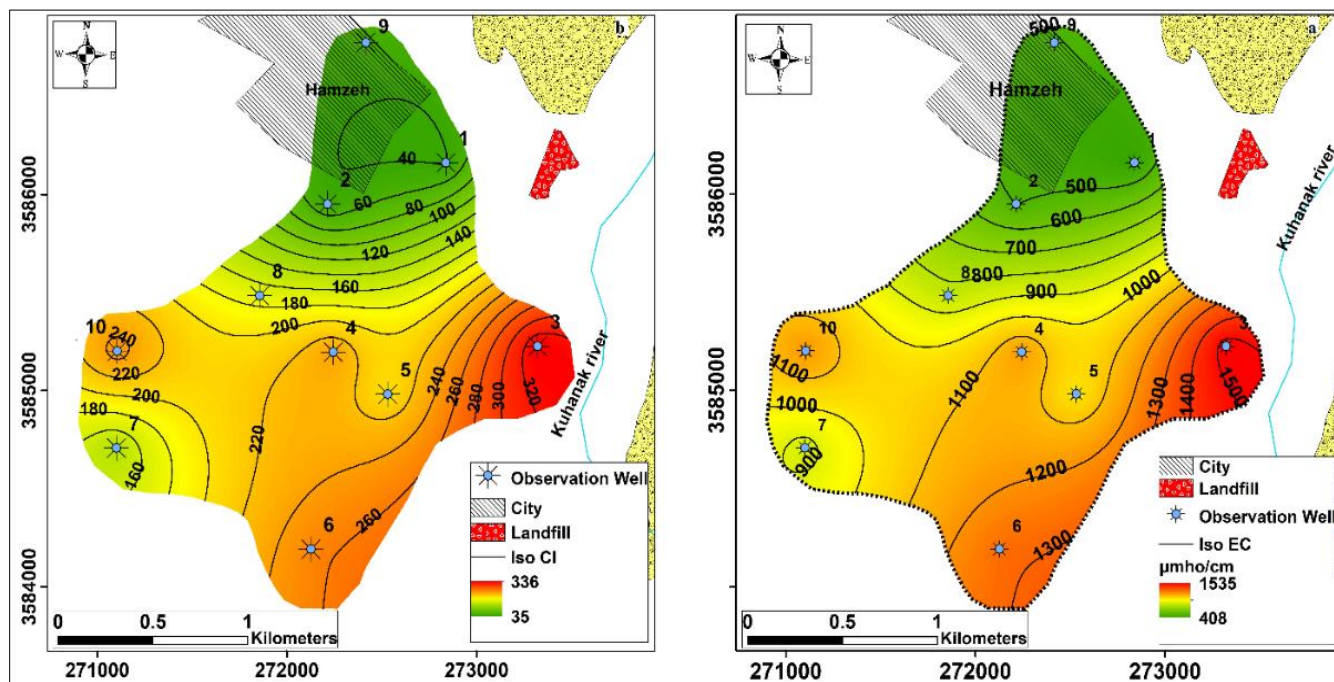 N
W E
S
b
9
Hamzeh
1
40
2
60
80
100
120
140
8
160
180
200
4
3
10
240
220
5
200
180
7
160
220
240
260
280
300
320
6
260
Kuhanak river
3586000
3585000
3584000
Observation Well
City
Landfill
Iso Cl
336
35
0 0.5 1
Kilometers
271000 272000 273000
N
W E
S
a
500
9
Hamzeh
1
2
500
600
700
8
800
900
1000
4
3
10
1100
5
1000
7
900
1100
1200
1300
1400
1500
6
1300
Kuhanak river
3586000
3585000
3584000
City
Landfill
Observation Well
Iso EC
µmho/cm
1535
408
0 0.5 1
Kilometers
271000 272000 273000